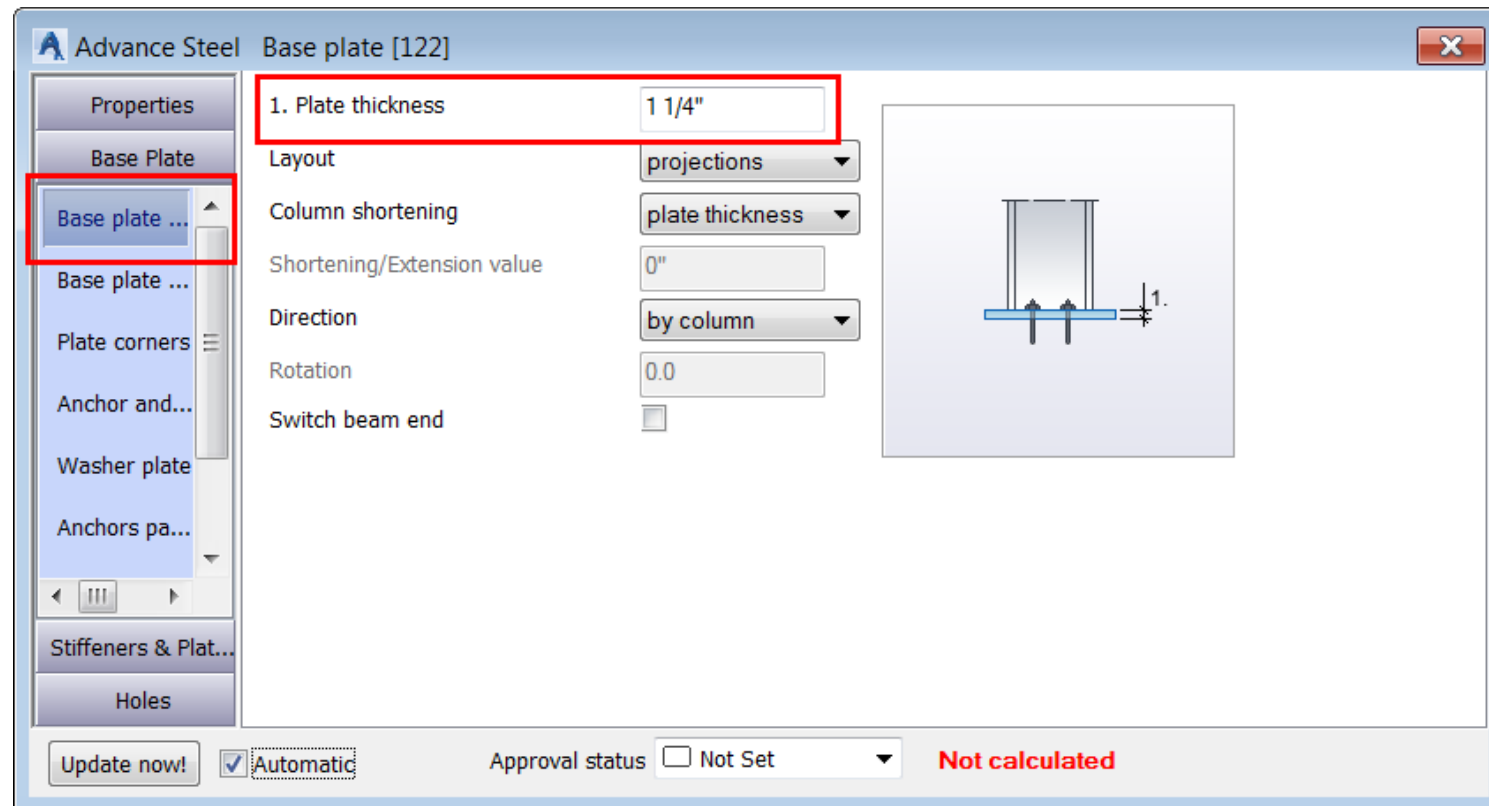 Advance Steel Base plate [122]
Properties
Base Plate
Base plate ...
Base plate ...
Plate corners
Anchor and...
Washer plate
Anchors pa...
Stiffeners & Plat...
Holes
1. Plate thickness 1 1/4"
Layout projections
Column shortening plate thickness
Shortening/Extension value 0"
Direction by column
Rotation 0.0
Switch beam end
1.
Update now! Automatic Approval status Not Set Not calculated